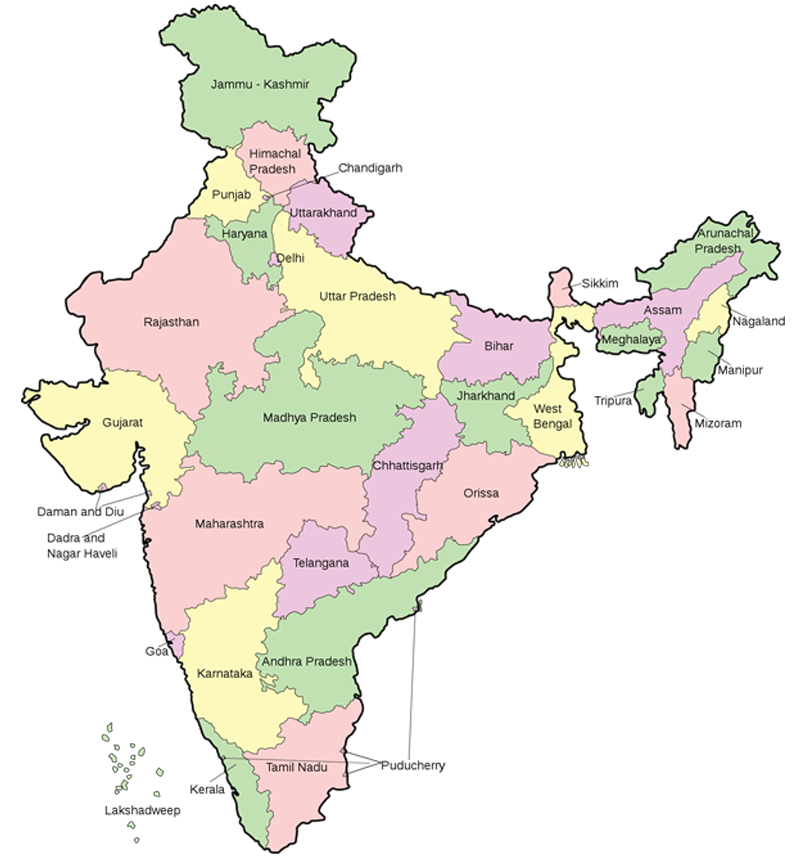 Jammu - Kashmir
Himachal
Pradesh
Chandigarh
Punjab
Uttarakhand
Haryana
Delhi
Arunachal
Pradesh
Sikkim
Uttar Pradesh
Rajasthan
Assam
Nagaland
Bihar
Meghalaya
Manipur
Jharkhand
Tripura
West
Bengal
Mizoram
Gujarat
Madhya Pradesh
Chhattisgarh
Orissa
Daman and Diu
Maharashtra
Dadra and
Nagar Haveli
Telangana
Goa
Andhra Pradesh
Karnataka
Puducherry
Tamil Nadu
Kerala
Lakshadweep